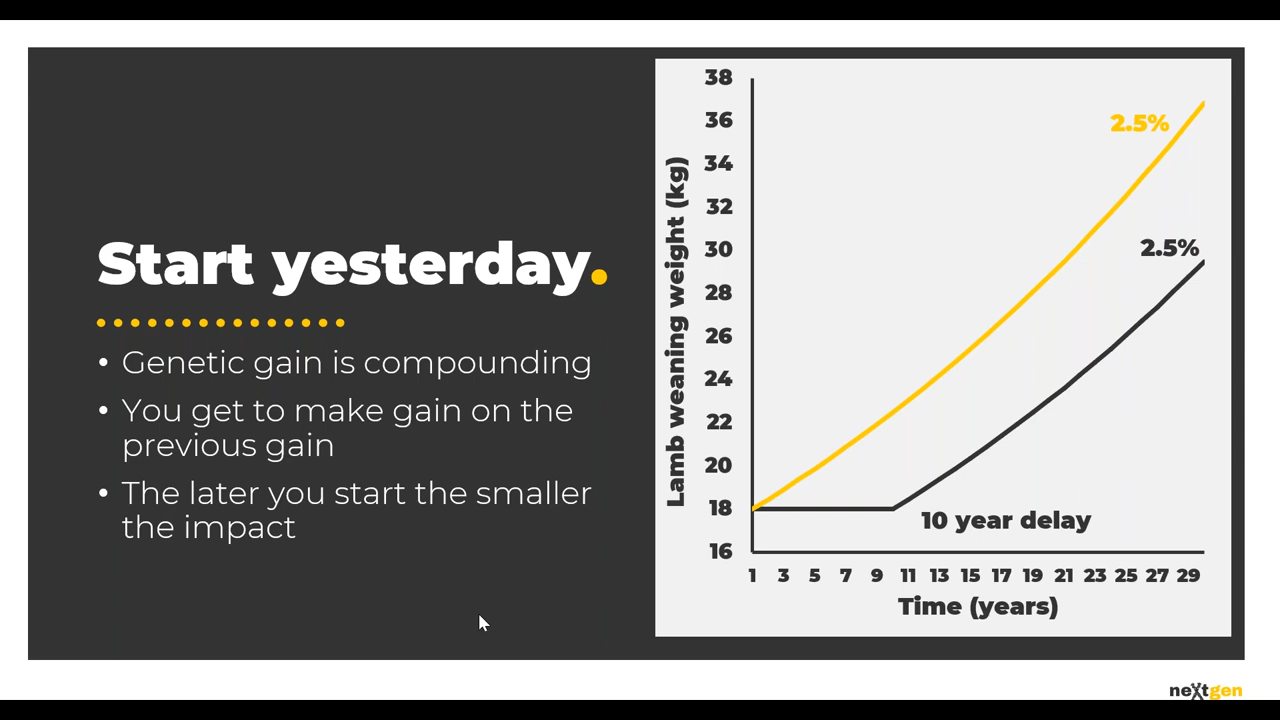 Start yesterday.
• Genetic gain is compounding
• You get to make gain on the
previous gain
• The later you start the smaller
the impact
Lamb weaning weight (kg)
38
36
34
32
30
28
26
24
22
20
18
16
2.5%
2.5%
10 year delay
1 3 5 7 9 11 13 15 17 19 21 23 25 27 29
Time (years)
nextgen